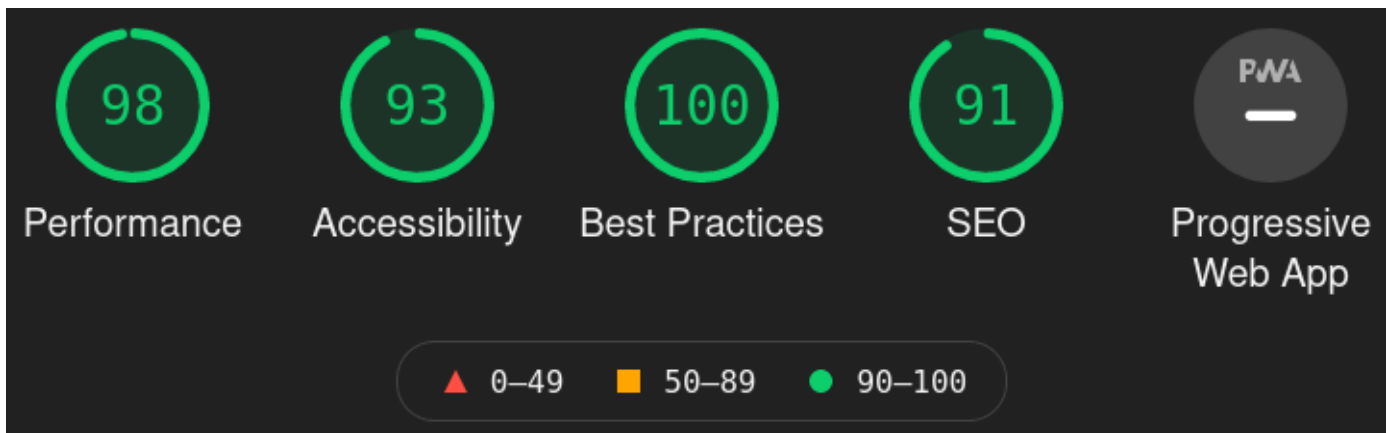 98
93
100
91
PWA
Performance
Accessibility
Best Practices
SEO
Progressive
Web App
0–49
50–89
90–100